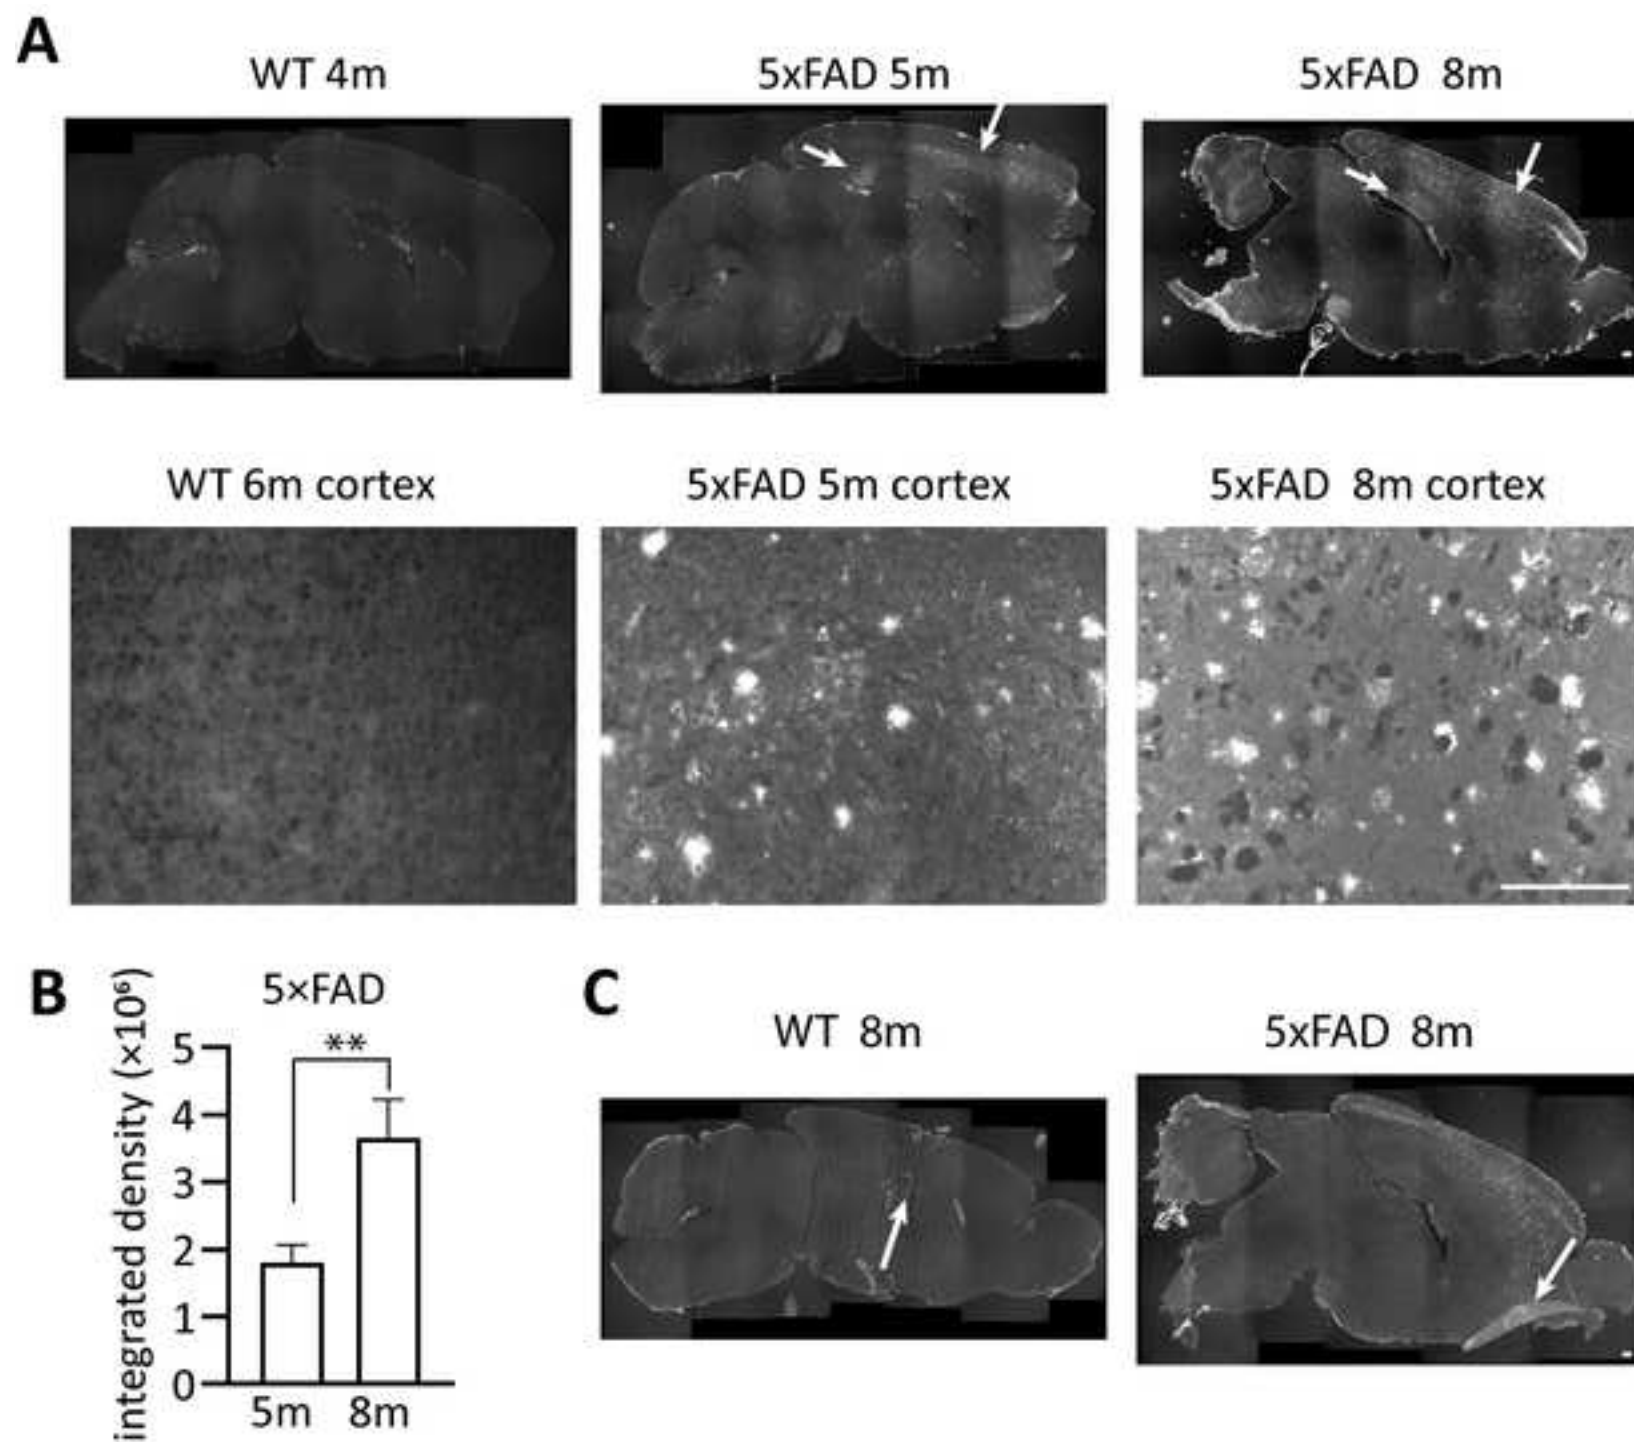 A
WT 4m
5xFAD 5m
5xFAD 8m
WT 6m cortex
5xFAD 5m cortex
5xFAD 8m cortex
B
5×FAD
**
integrated density (×10⁶)
5
4
3
2
1
0
5m
8m
C
WT 8m
5xFAD 8m